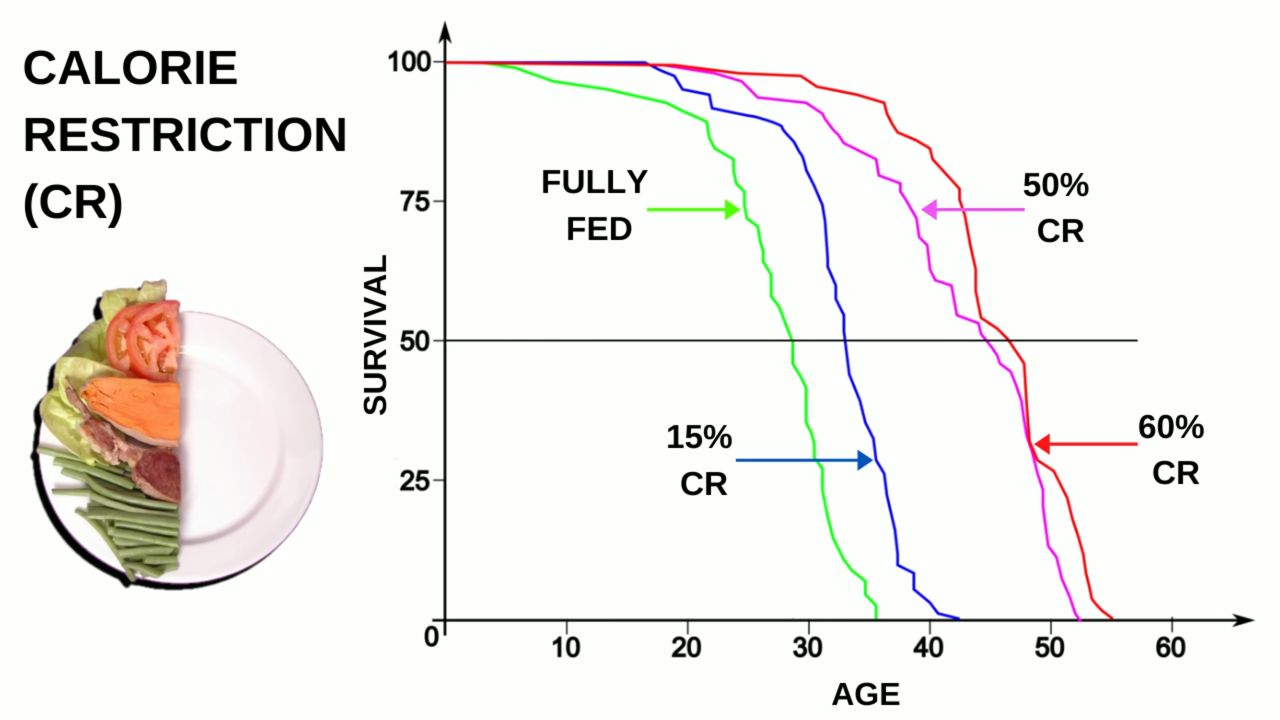 CALORIE
RESTRICTION
(CR)
SURVIVAL
100
75
50
25
0
10 20 30 40 50 60
AGE
FULLY
FED
50%
CR
15%
CR
60%
CR